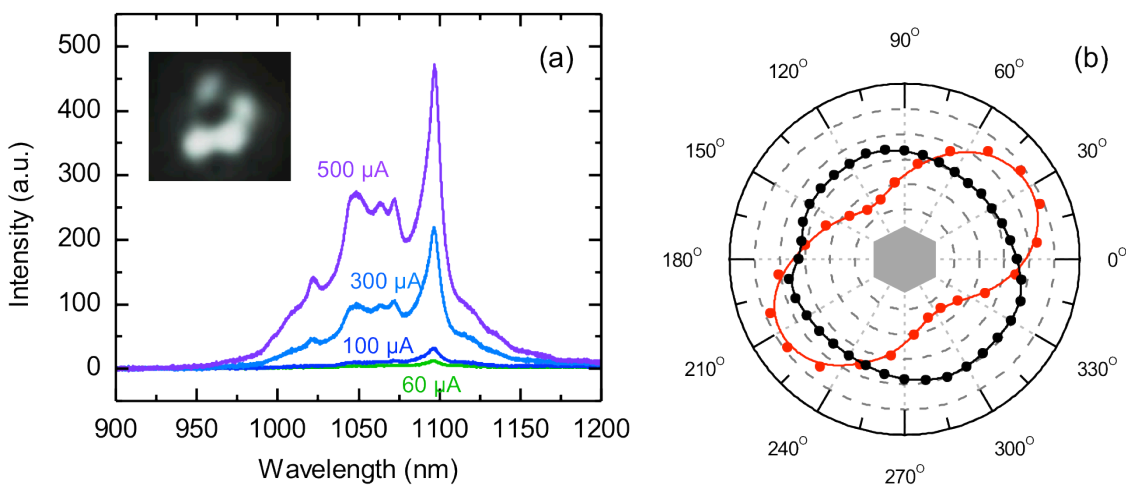 (a)
500
400
300
200
100
0
Intensity (a.u.)
500 µA
300 µA
100 µA
60 µA
900 950 1000 1050 1100 1150 1200
Wavelength (nm)
(b)
90°
120° 60°
150° 30°
180° 0°
210° 330°
240° 300°
270°